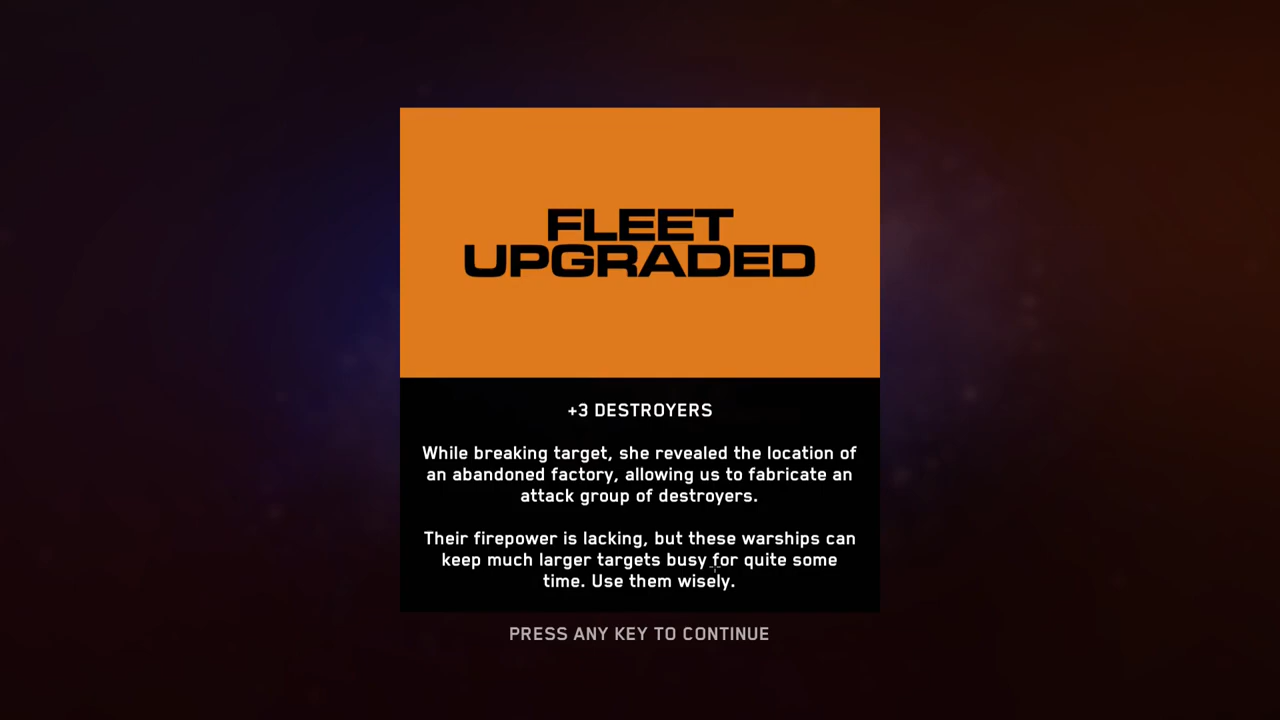 FLEET
UPGRADED
+3 DESTROYERS
While breaking target, she revealed the location of
an abandoned factory, allowing us to fabricate an
attack group of destroyers.
Their firepower is lacking, but these warships can
keep much larger targets busy for quite some
time. Use them wisely.
PRESS ANY KEY TO CONTINUE